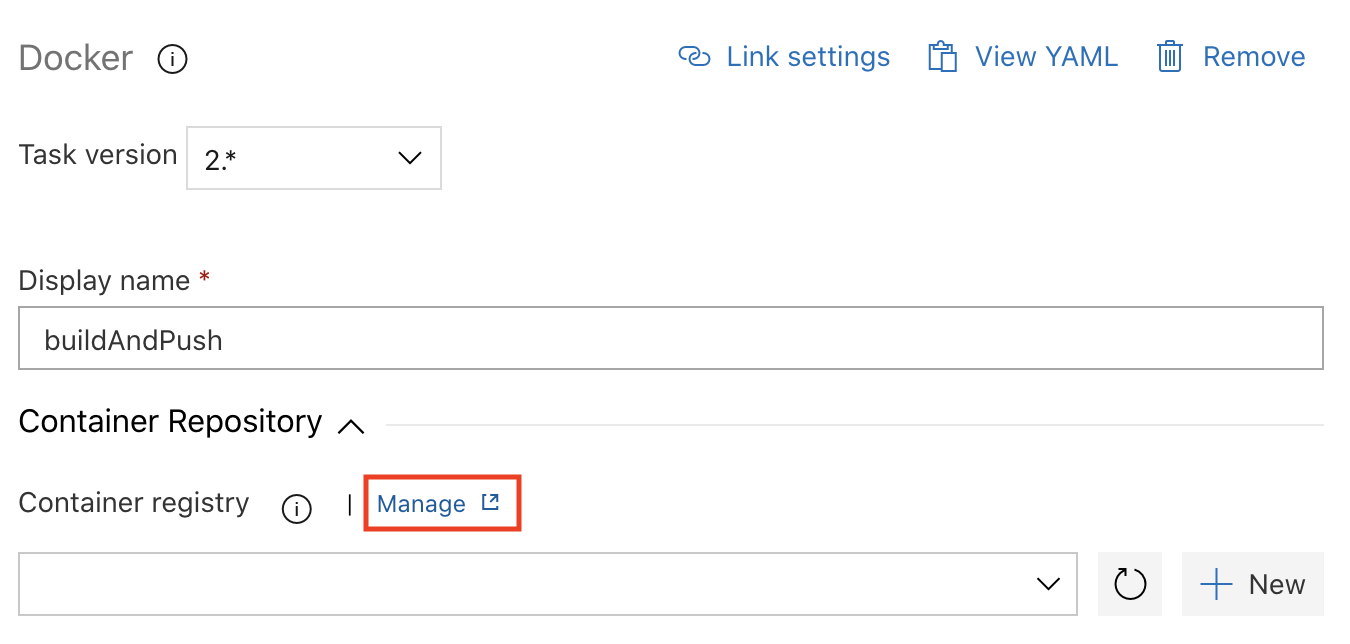 Docker Link settings View YAML Remove
Task version 2.*
Display name *
buildAndPush
Container Repository
Container registry | Manage
New